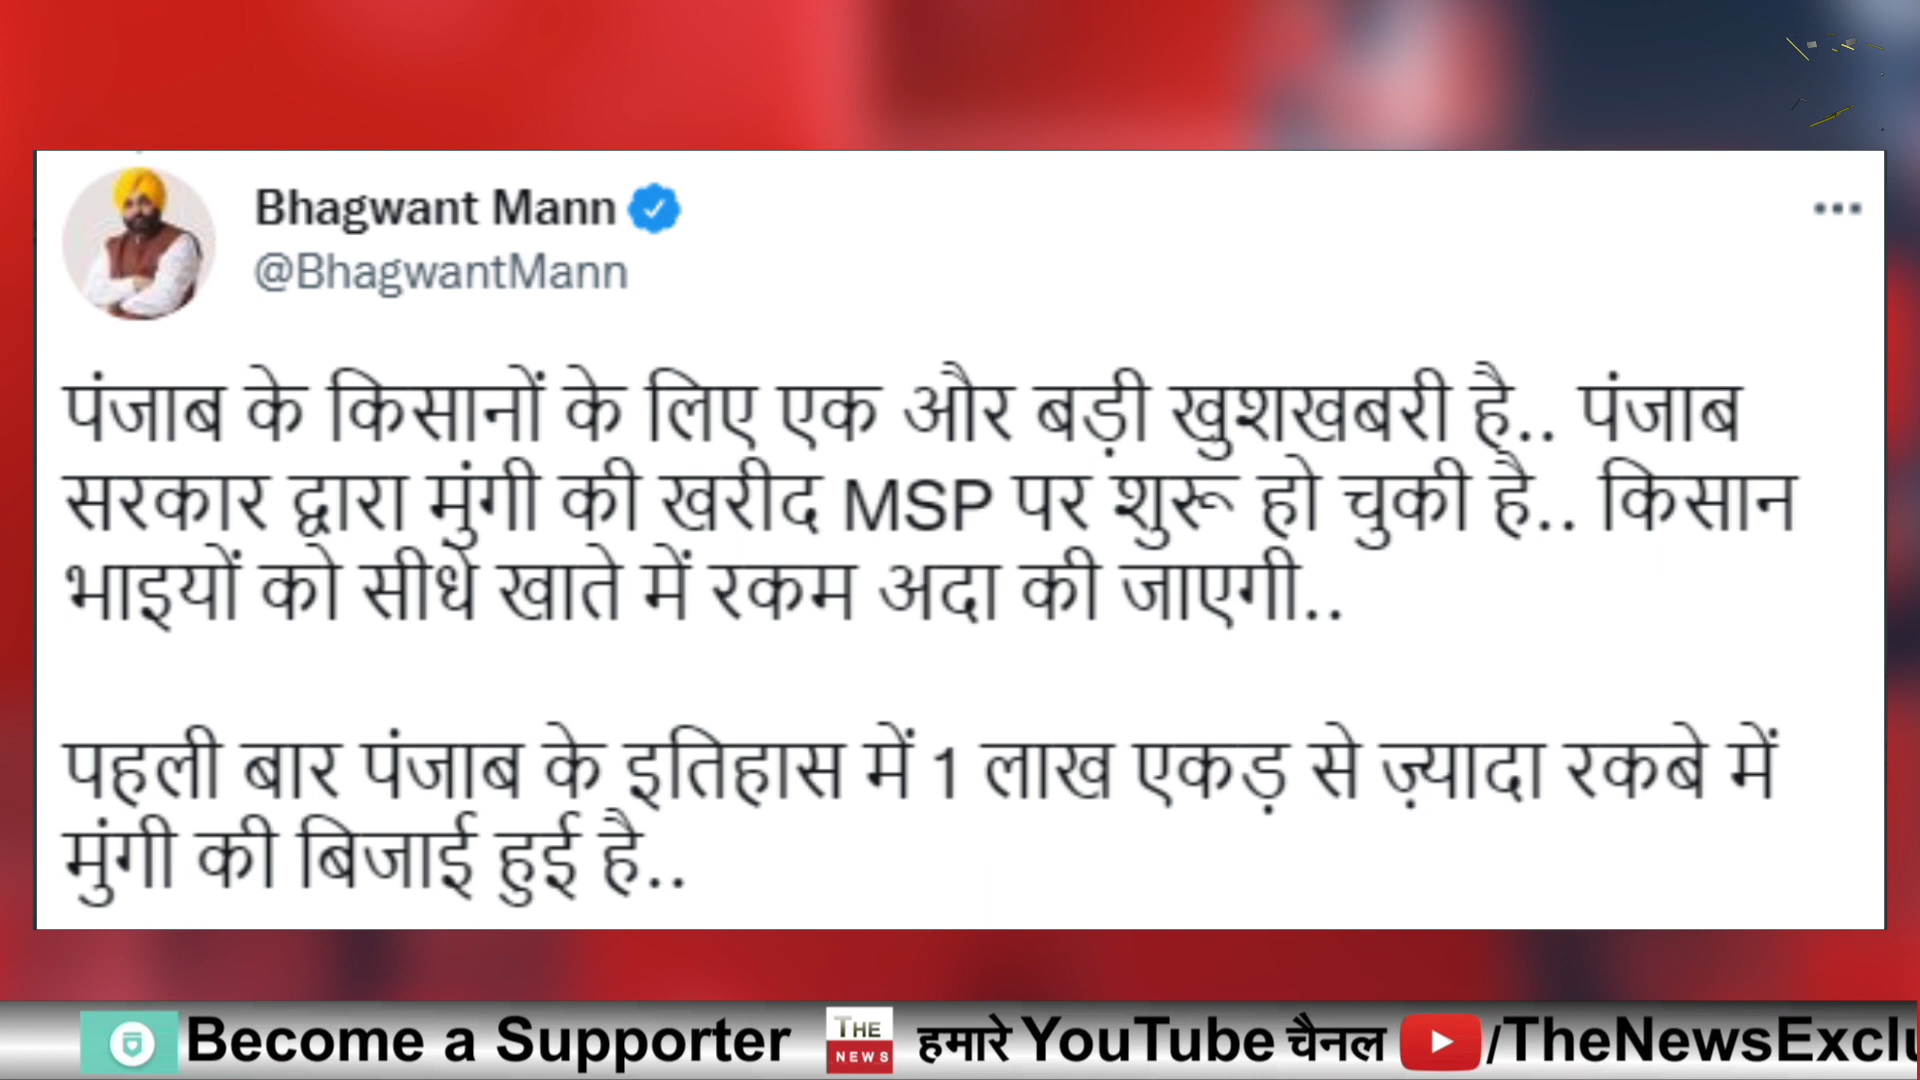 Bhagwant Mann
@BhagwantMann
पंजाब के किसानों के लिए एक और बड़ी खुशखबरी है.. पंजाब
सरकार द्वारा मुंगी की खरीद MSP पर शुरू हो चुकी है.. किसान
भाइयों को सीधे खाते में रकम अदा की जाएगी..
पहली बार पंजाब के इतिहास में 1 लाख एकड़ से ज़्यादा रकबे में
मुंगी की बिजाई हुई है..
Become a Supporter THE NEWS हमारे YouTube चैनल /TheNewsExclu